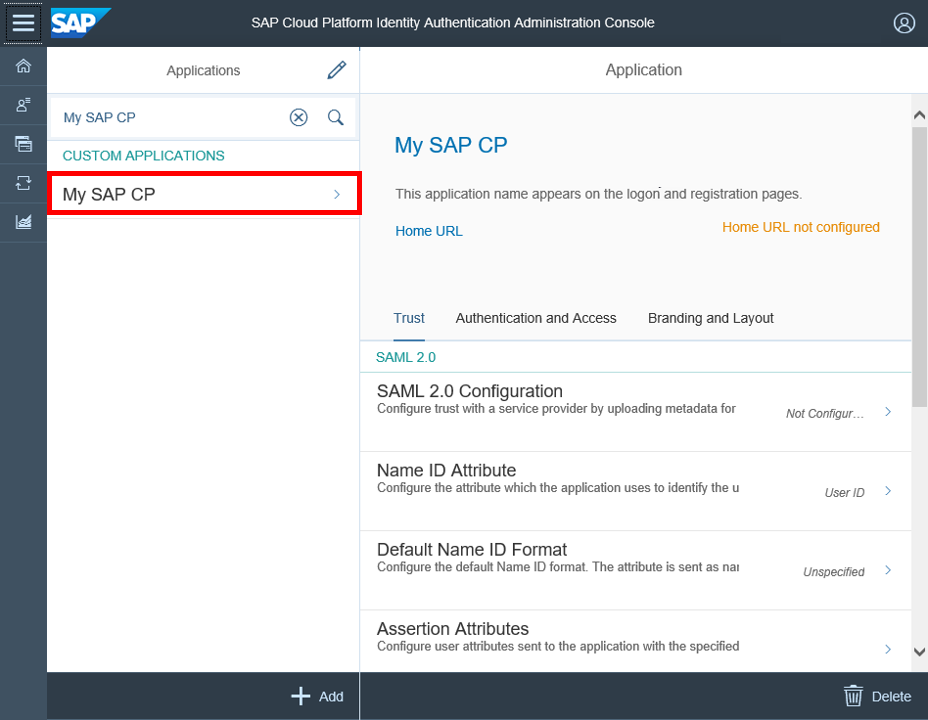 SAP
SAP Cloud Platform Identity Authentication Administration Console
Applications
Application
My SAP CP
CUSTOM APPLICATIONS
My SAP CP
My SAP CP
This application name appears on the logon and registration pages.
Home URL
Home URL not configured
Trust
Authentication and Access
Branding and Layout
SAML 2.0
SAML 2.0 Configuration
Configure trust with a service provider by uploading metadata for
Not Configur…
Name ID Attribute
Configure the attribute which the application uses to identify the u
User ID
Default Name ID Format
Configure the default Name ID format. The attribute is sent as nar
Unspecified
Assertion Attributes
Configure user attributes sent to the application with the specified
Add
Delete